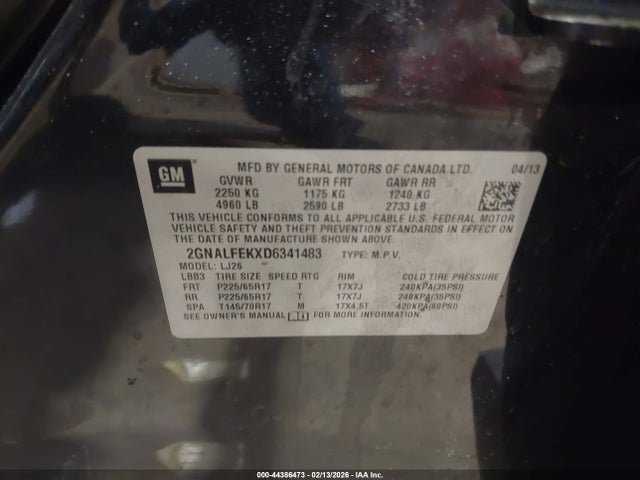 GM
MFD BY GENERAL MOTORS OF CANADA LTD. 04/13
GVWR GAWR FRT GAWR RR
2250 KG 1175 KG 1240 KG
4960 LB 2590 LB 2733 LB
THIS VEHICLE CONFORMS TO ALL APPLICABLE U.S. FEDERAL MOTOR
VEHICLE SAFETY AND THEFT PREVENTION STANDARDS IN EFFECT ON
THE DATE OF MANUFACTURE SHOWN ABOVE.
2GNALFEKXD6341483 TYPE: M.P.V.
MODEL: LJ26
LBB3 TIRE SIZE SPEED RTG RIM COLD TIRE PRESSURE
FRT P225/65R17 T 17X7J 240KPA(35PSI)
RR P225/65R17 T 17X7J 240KPA(35PSI)
SPA T145/70R17 M 17X4.5T 420KPA(60PSI)
SEE OWNER'S MANUAL FOR MORE INFORMATION.
000-44386473 - 02/13/2026 - IAA Inc.